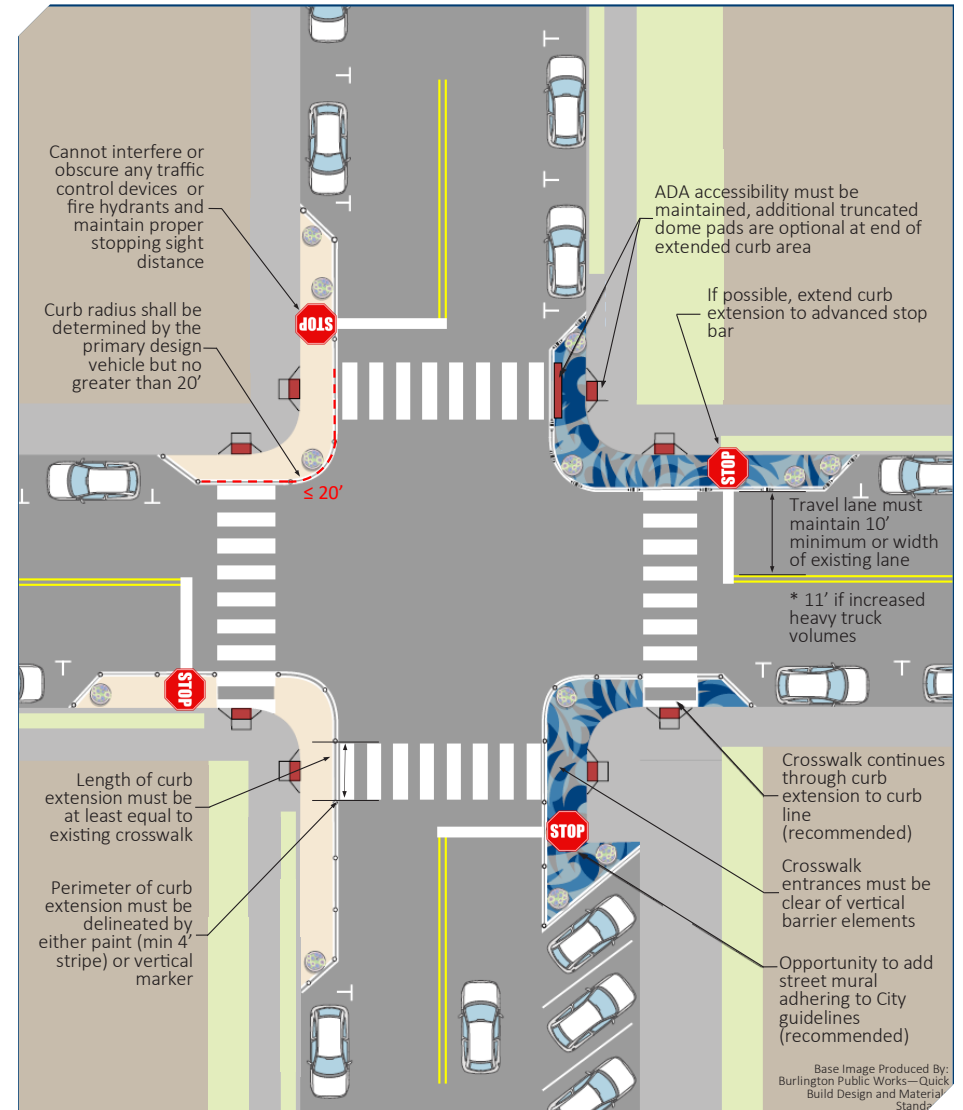 Cannot interfere or
obscure any traffic
control devices or
fire hydrants and
maintain proper
stopping sight
distance
Curb radius shall be
determined by the
primary design
vehicle but no
greater than 20’
STOP
≤ 20’
ADA accessibility must be
maintained, additional truncated
dome pads are optional at end of
extended curb area
If possible, extend curb
extension to advanced stop
bar
STOP
Travel lane must
maintain 10’
minimum or width
of existing lane
* 11’ if increased
heavy truck
volumes
STOP
Length of curb
extension must be
at least equal to
existing crosswalk
Perimeter of curb
extension must be
delineated by
either paint (min 4’
stripe) or vertical
marker
STOP
Crosswalk continues
through curb
extension to curb
line
(recommended)
Crosswalk
entrances must be
clear of vertical
barrier elements
Opportunity to add
street mural
adhering to City
guidelines
(recommended)
Base Image Produced By:
Burlington Public Works—Quick
Build Design and Material